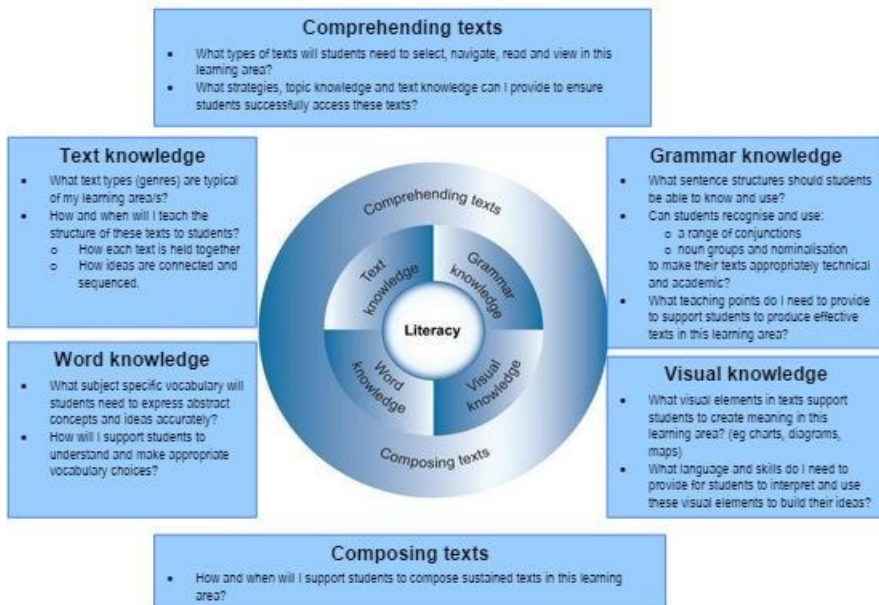 Comprehending texts
• What types of texts will students need to select, navigate, read and view in this
learning area?
• What strategies, topic knowledge and text knowledge can I provide to ensure
students successfully access these texts?
Text knowledge
• What text types (genres) are typical
of my learning area/s?
• How and when will I teach the
structure of these texts to students?
o How each text is held together
o How ideas are connected and
sequenced.
Grammar knowledge
• What sentence structures should students
be able to know and use?
• Can students recognise and use:
o a range of conjunctions
o noun groups and nominalisation
to make their texts appropriately technical
and academic?
• What teaching points do I need to provide
to support students to produce effective
texts in this learning area?
Comprehending texts
Text
knowledge
Grammar
knowledge
Literacy
Word
knowledge
Visual
knowledge
Composing texts
Word knowledge
• What subject specific vocabulary will
students need to express abstract
concepts and ideas accurately?
• How will I support students to
understand and make appropriate
vocabulary choices?
Visual knowledge
• What visual elements in texts support
students to create meaning in this
learning area? (eg charts, diagrams,
maps)
• What language and skills do I need to
provide for students to interpret and use
these visual elements to build their ideas?
Composing texts
• How and when will I support students to compose sustained texts in this learning
area?